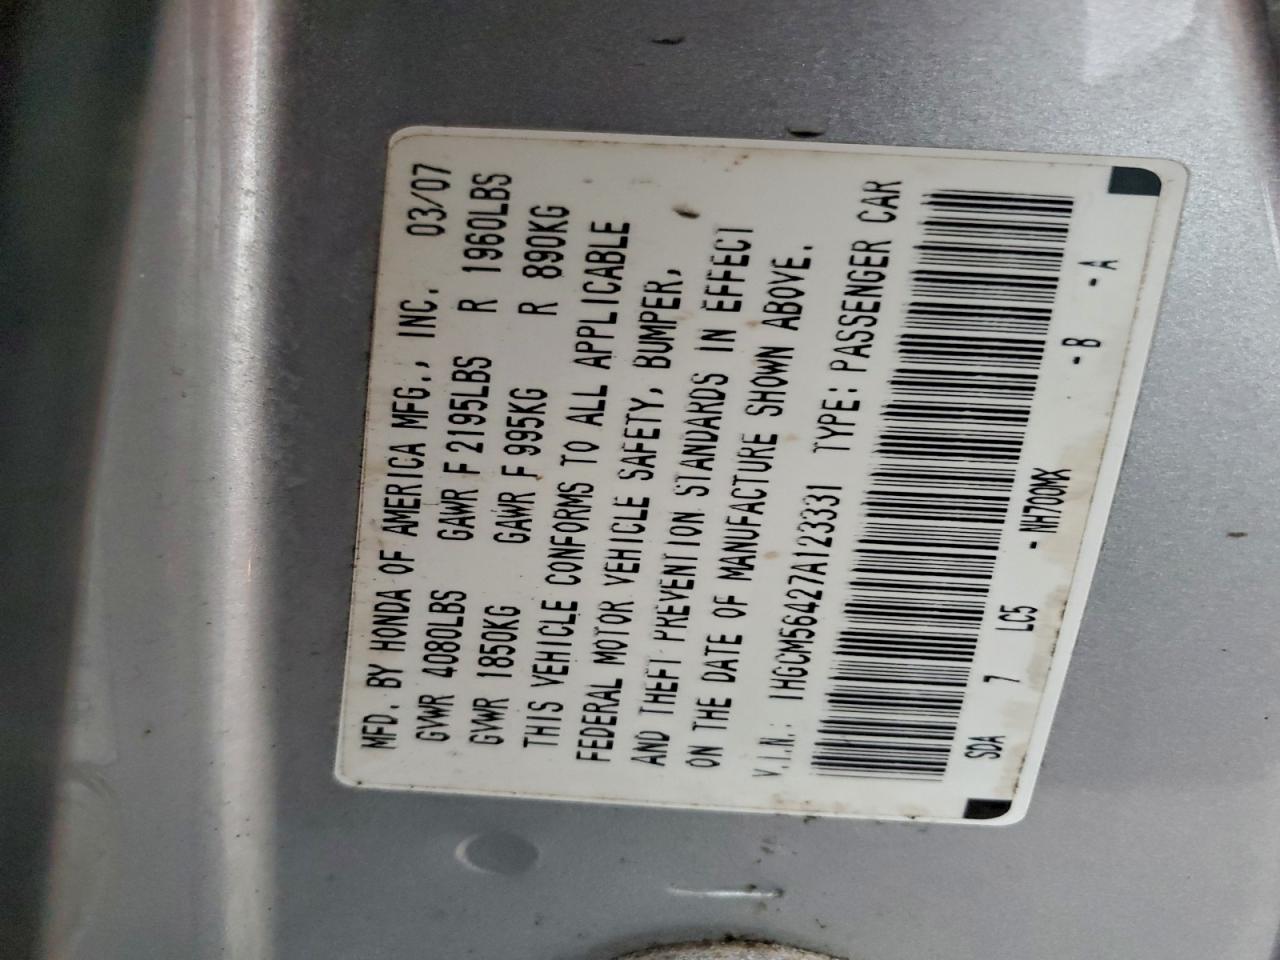 MFD. BY HONDA OF AMERICA MFG., INC. 03/07
GVWR 4080LBS GAWR F 2195LBS R 1960LBS
GVWR 1850KG GAWR F 995KG R 890KG
THIS VEHICLE CONFORMS TO ALL APPLICABLE
FEDERAL MOTOR VEHICLE SAFETY, BUMPER,
AND THEFT PREVENTION STANDARDS IN EFFECT
ON THE DATE OF MANUFACTURE SHOWN ABOVE.
V.I.N.: 1HGCM56427A123331 TYPE: PASSENGER CAR
SDA 7 LC5 - NH700MX - B - A